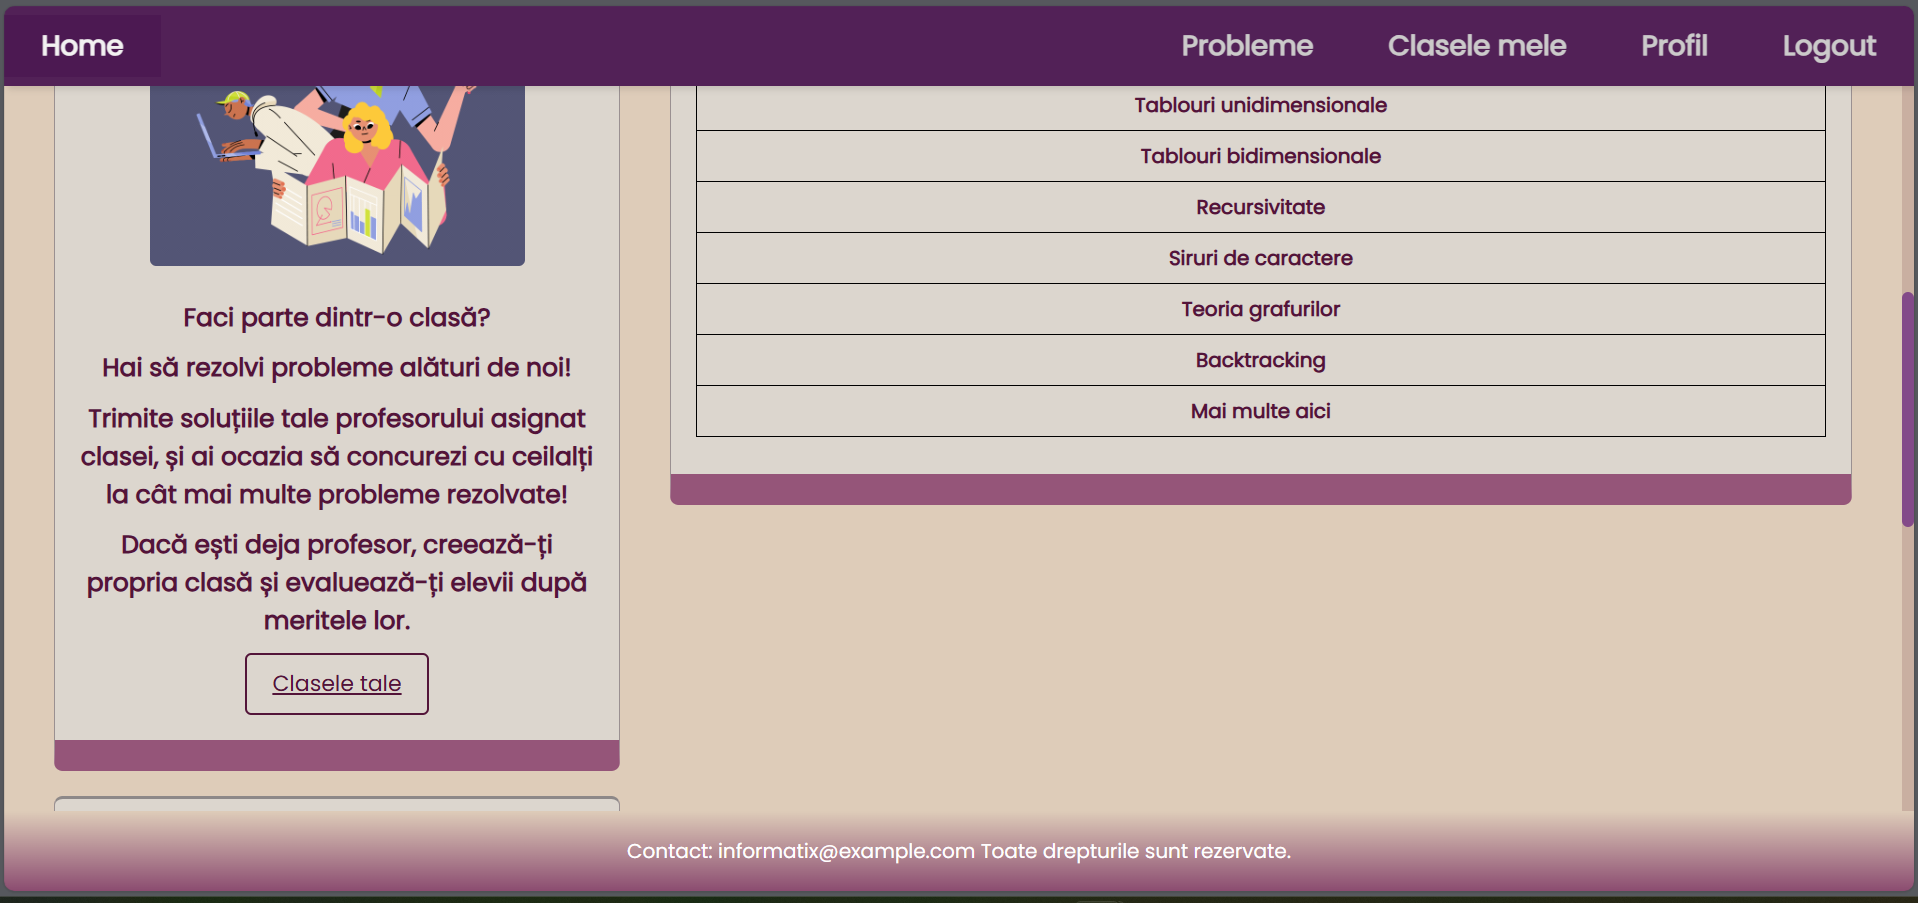 Home
Probleme
Clasele mele
Profil
Logout
Faci parte dintr-o clasă?
Hai să rezolvi probleme alături de noi!
Trimite soluțiile tale profesorului asignat
clasei, și ai ocazia să concurezi cu ceilalți
la cât mai multe probleme rezolvate!
Dacă ești deja profesor, creează-ți
propria clasă și evaluează-ți elevii după
meritele lor.
Clasele tale
Tablouri unidimensionale
Tablouri bidimensionale
Recursivitate
Siruri de caractere
Teoria grafurilor
Backtracking
Mai multe aici
Contact: informatix@example.com Toate drepturile sunt rezervate.